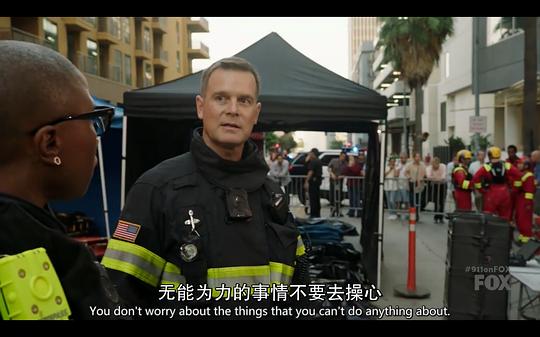 #911onFOX
FOX
无能为力的事情不要去操心
You don't worry about the things that you can't do anything about.